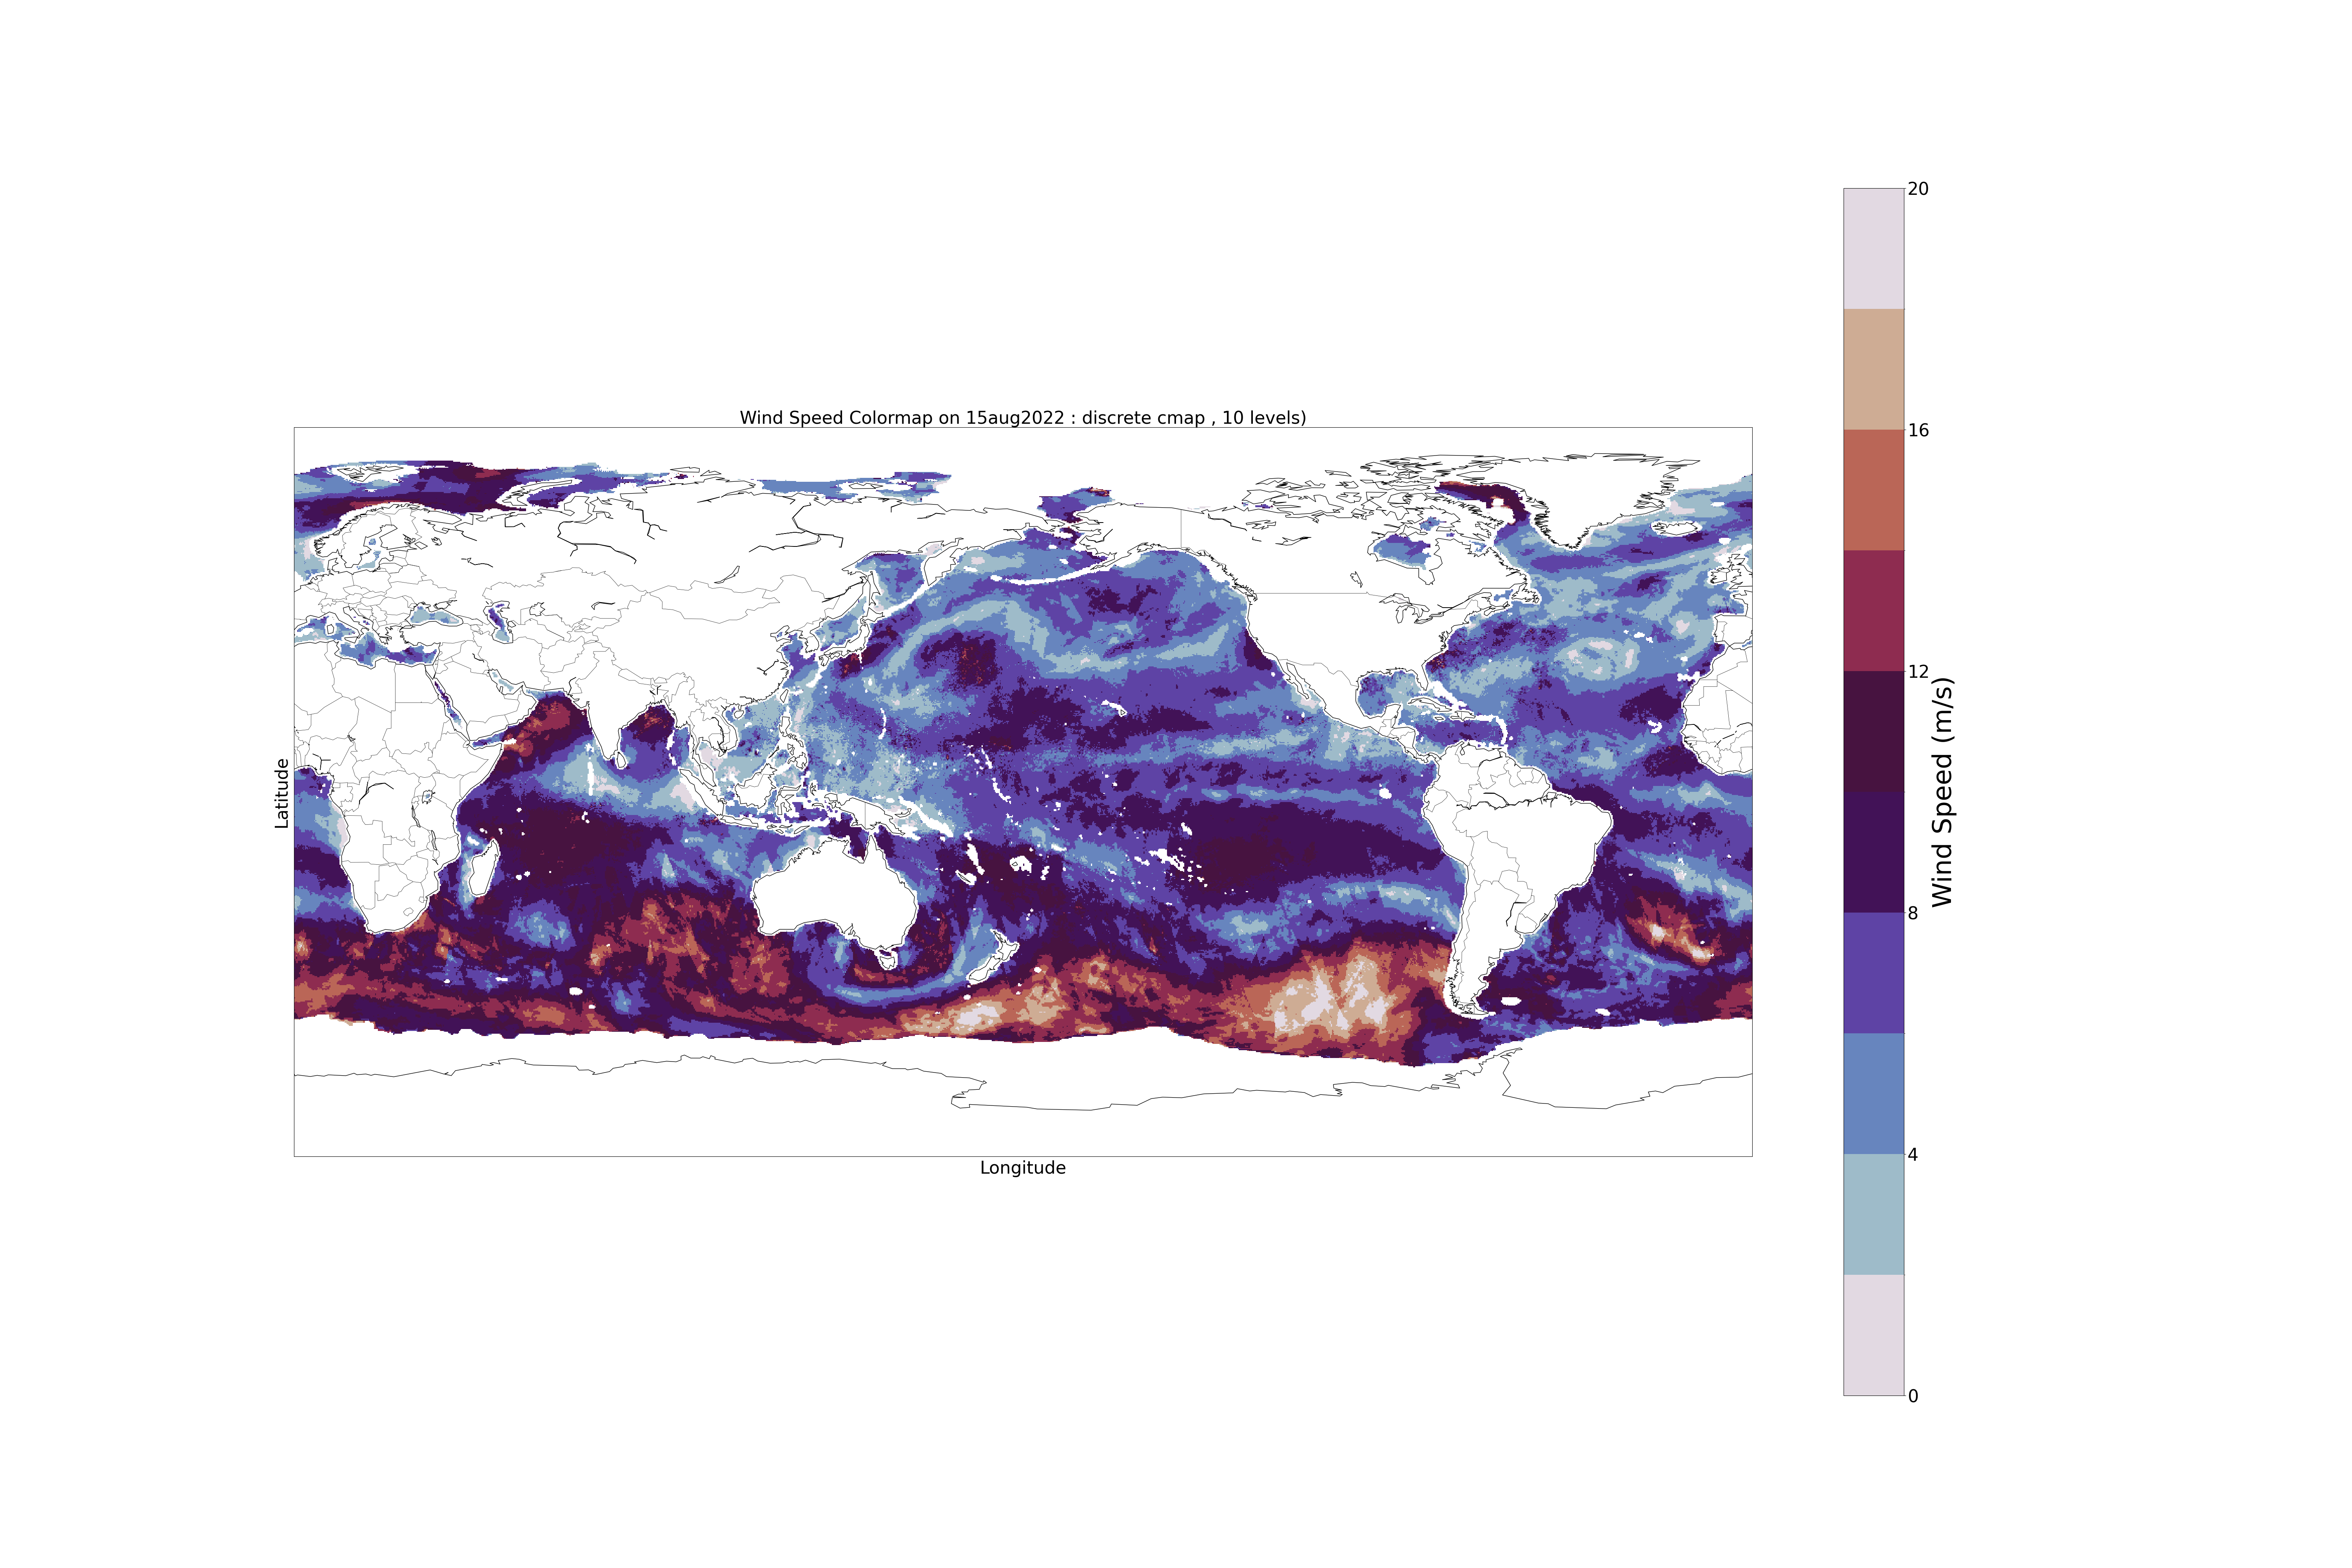 Wind Speed Colormap on 15aug2022 : discrete cmap , 10 levels)
Latitude
Longitude
20
16
12
8
4
0
Wind Speed (m/s)